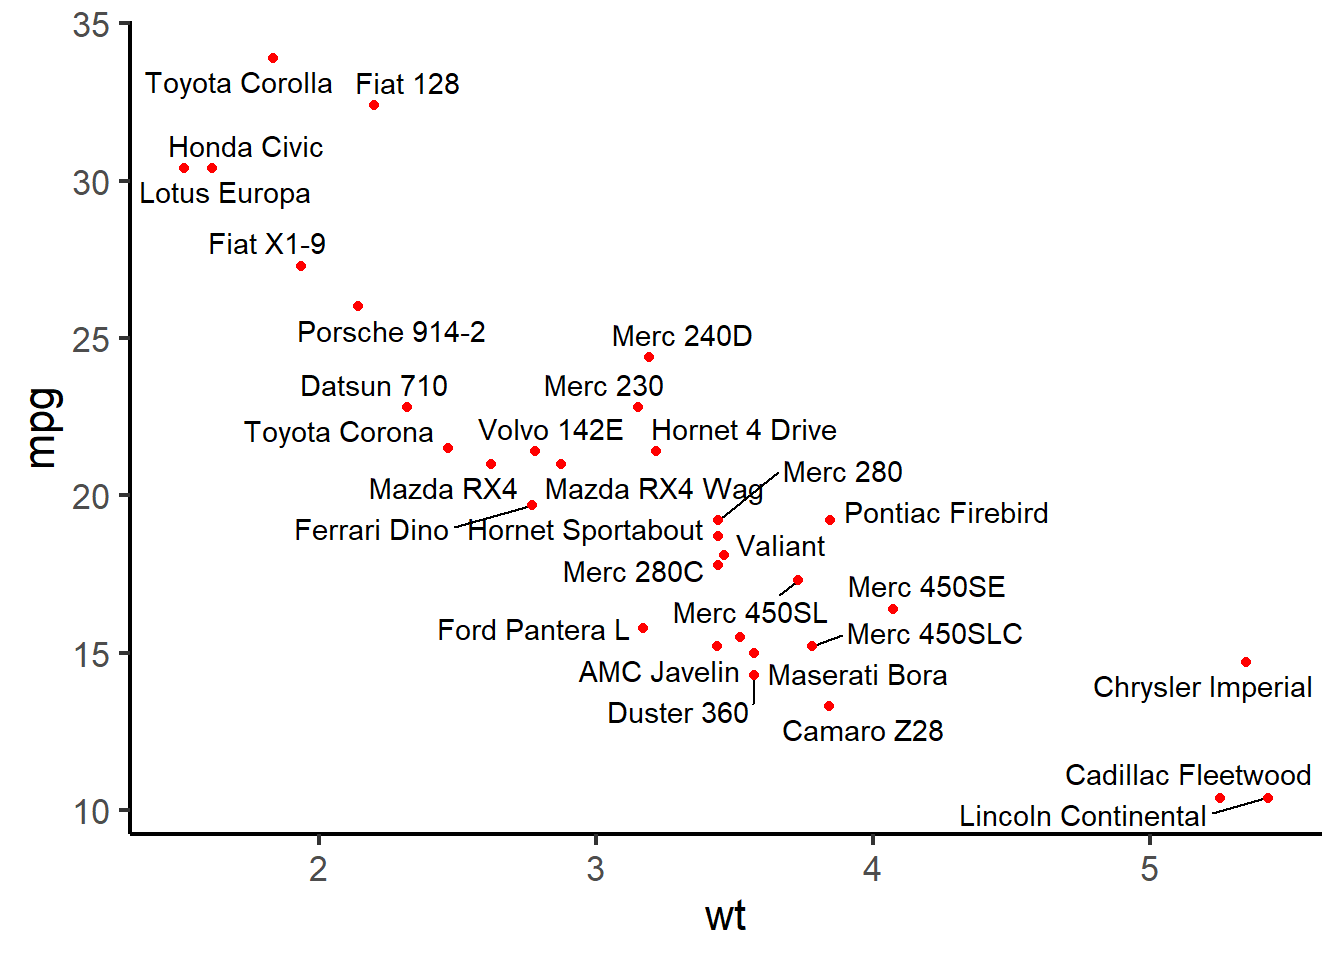 35
Toyota Corolla
Fiat 128
Honda Civic
30
Lotus Europa
Fiat X1-9
Porsche 914-2
25
Merc 240D
Datsun 710
Merc 230
Toyota Corona
Volvo 142E
Hornet 4 Drive
mpg
Merc 280
20
Mazda RX4
Mazda RX4 Wag
Pontiac Firebird
Ferrari Dino
Hornet Sportabout
Valiant
Merc 280C
Merc 450SE
Merc 450SL
Ford Pantera L
Merc 450SLC
15
AMC Javelin
Maserati Bora
Chrysler Imperial
Duster 360
Camaro Z28
Cadillac Fleetwood
10
Lincoln Continental
2
3
4
5
wt